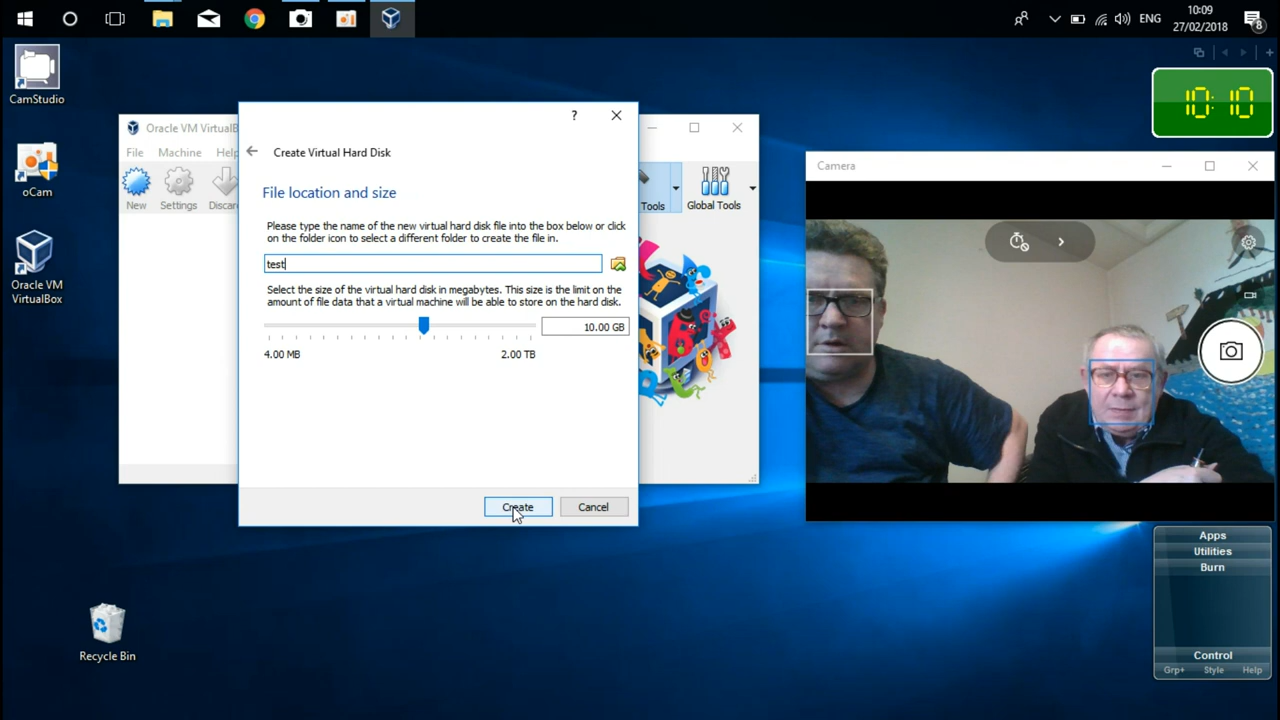 ENG
10:09
27/02/2018
8
CamStudio
oCam
Oracle VM
VirtualBox
Recycle Bin
Oracle VM VirtualB
File
Machine
Help
New
Settings
Discar
Tools
Global Tools
?
Create Virtual Hard Disk
File location and size
Please type the name of the new virtual hard disk file into the box below or click
on the folder icon to select a different folder to create the file in.
test
Select the size of the virtual hard disk in megabytes. This size is the limit on the
amount of file data that a virtual machine will be able to store on the hard disk.
10.00 GB
4.00 MB
2.00 TB
Create
Cancel
10:10
Camera
Apps
Utilities
Burn
Control
Grp+
Style
Help